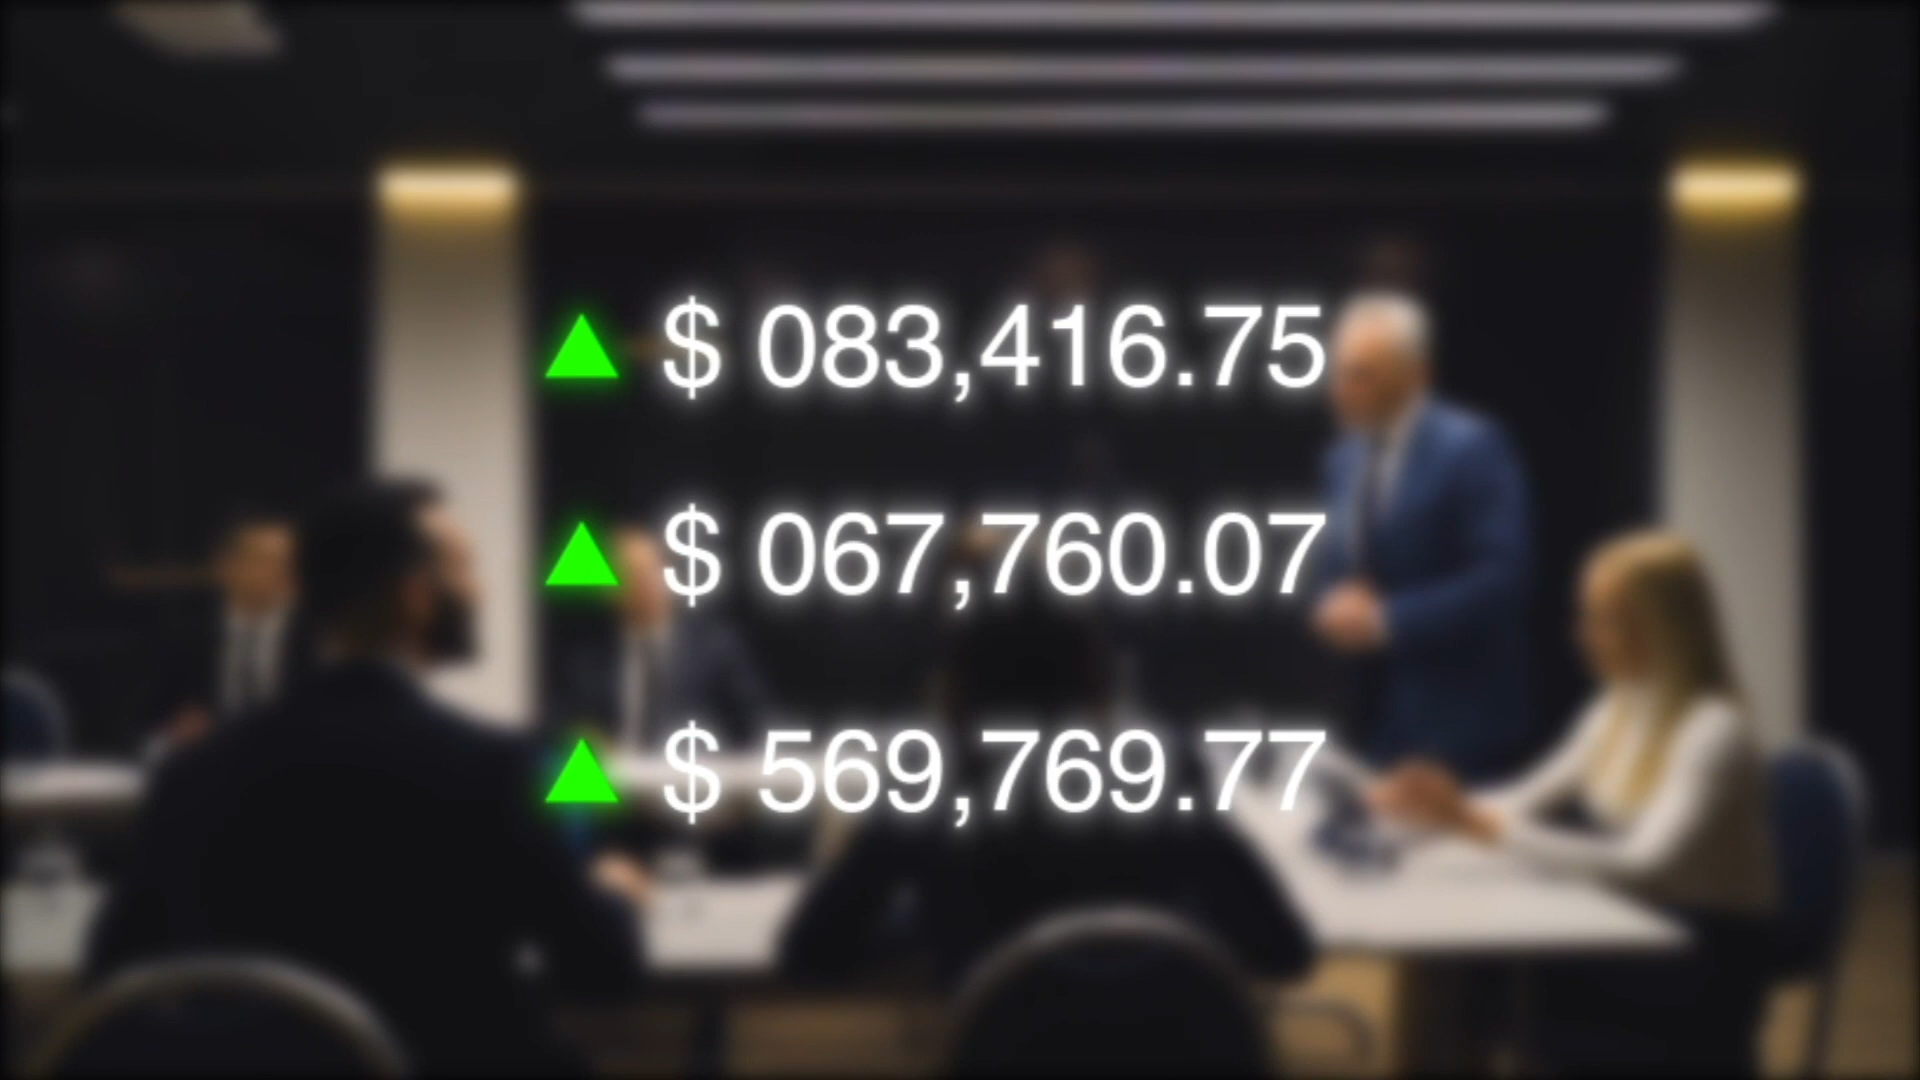 ▲ $ 083,416.75
▲ $ 067,760.07
▲ $ 569,769.77